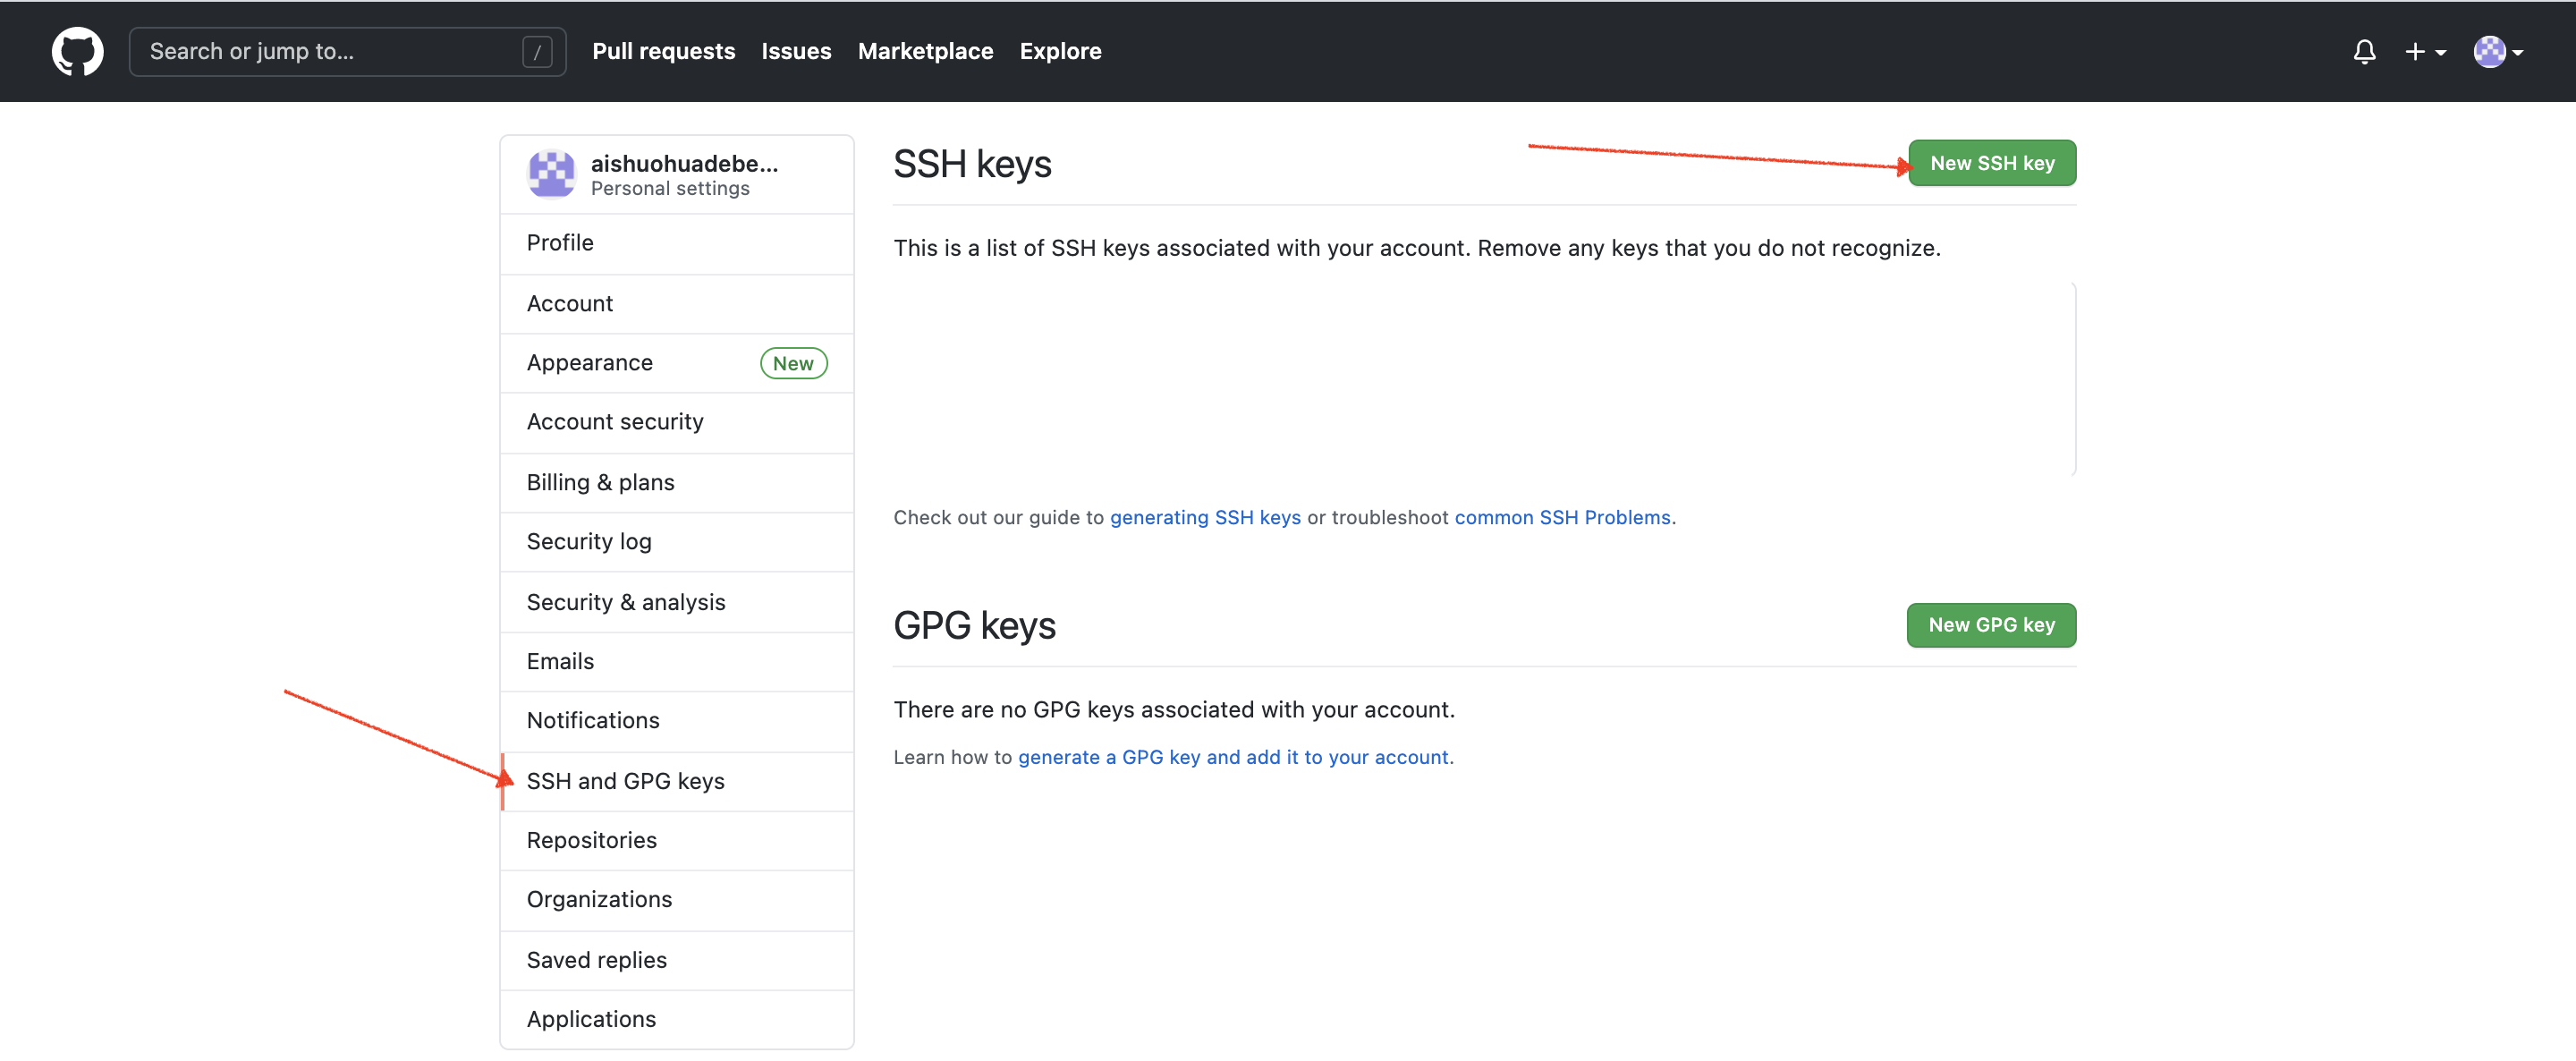 Search or jump to... /
Pull requests Issues Marketplace Explore
aishuohuadebe...
Personal settings
Profile
Account
Appearance New
Account security
Billing & plans
Security log
Security & analysis
Emails
Notifications
SSH and GPG keys
Repositories
Organizations
Saved replies
Applications
SSH keys
New SSH key
This is a list of SSH keys associated with your account. Remove any keys that you do not recognize.
Check out our guide to generating SSH keys or troubleshoot common SSH Problems.
GPG keys
New GPG key
There are no GPG keys associated with your account.
Learn how to generate a GPG key and add it to your account.